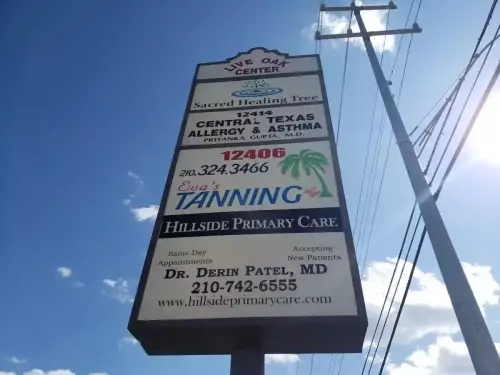 LIVE OAK
CENTER
Sacred Healing Tree
12414
CENTRAL TEXAS
ALLERGY & ASTHMA
PRIYANKA GUPTA, M.D.
12406
210.324.3466
Eva's
TANNING
HILLSIDE PRIMARY CARE
Same Day
Appointments
Accepting
New Patients
DR. DERIN PATEL, MD
210-742-6555
www.hillsideprimarycare.com